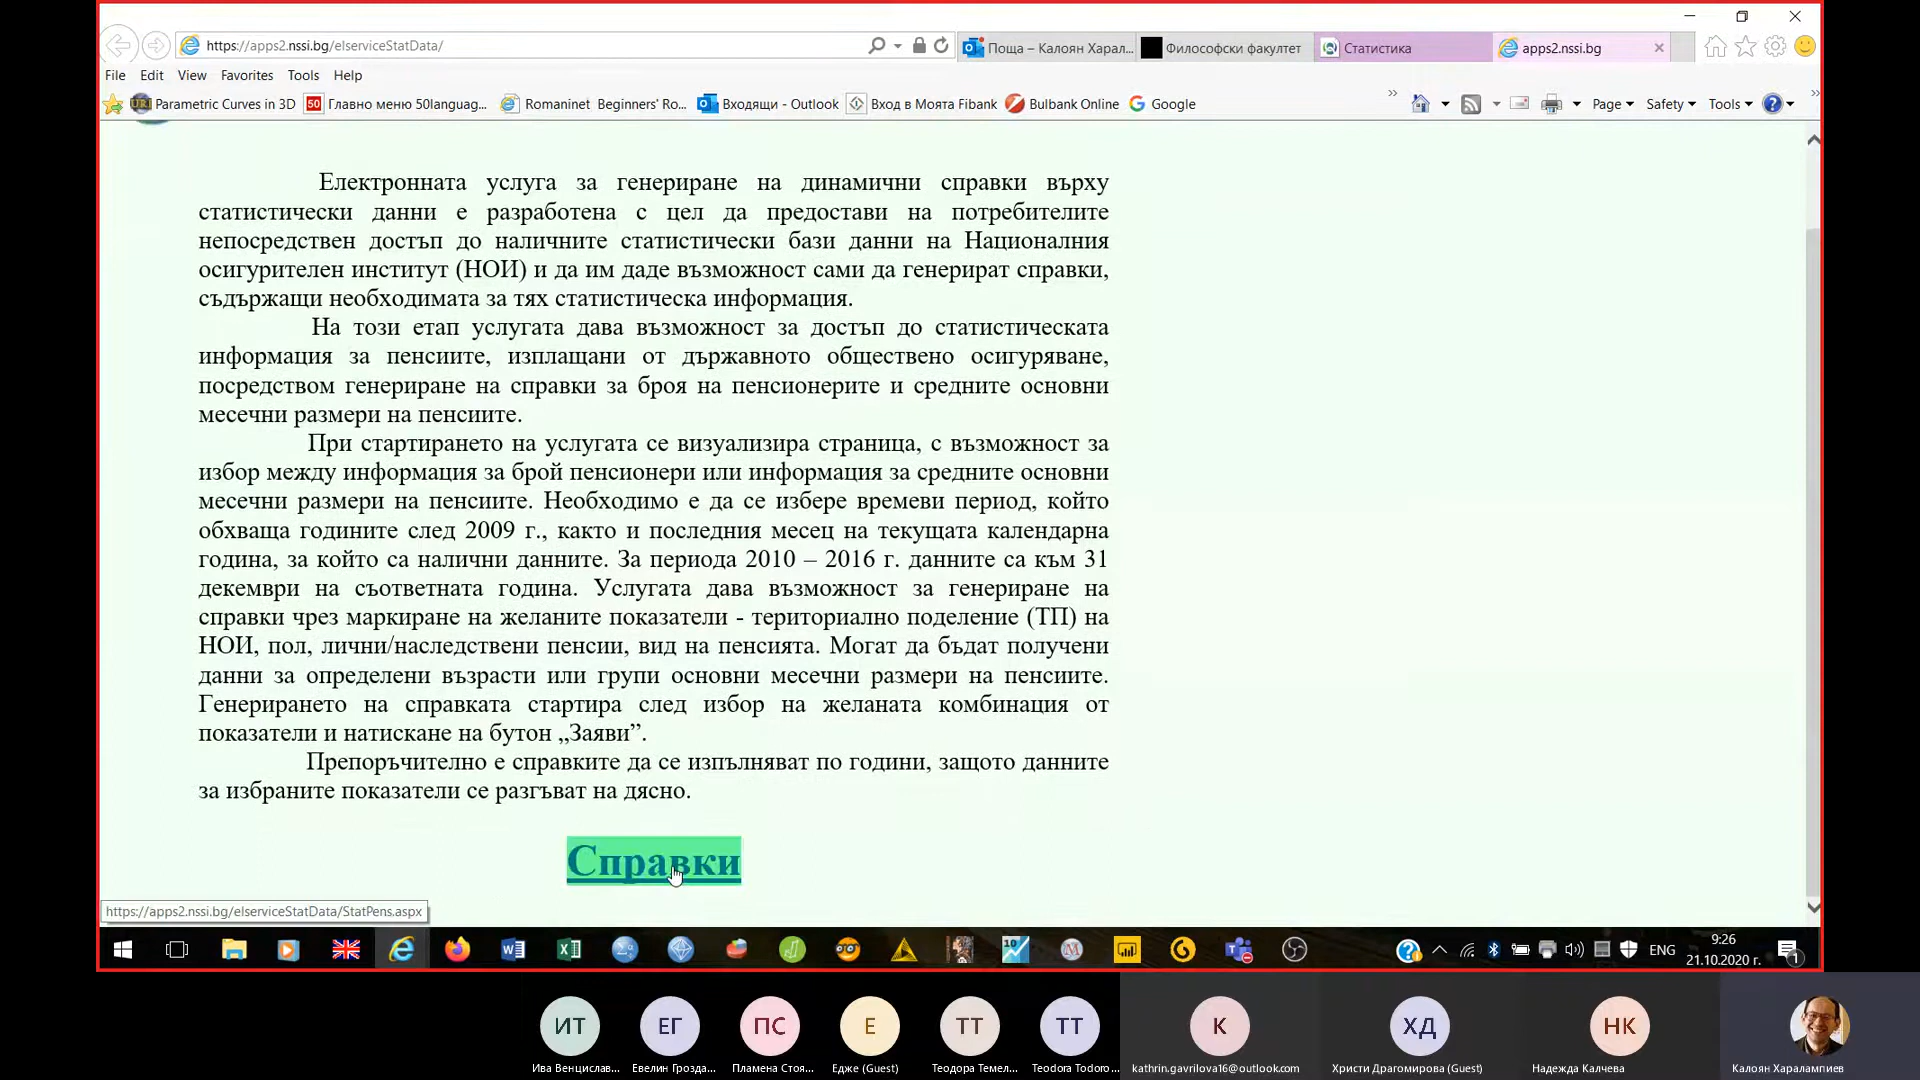 https://apps2.nssi.bg/elserviceStatData/
Поща – Калоян Харал...
Философски факултет
Статистика
apps2.nssi.bg
File Edit View Favorites Tools Help
Parametric Curves in 3D
50 Главно меню 50languag...
Romaninet Beginners' Ro...
Входящи - Outlook
Вход в Моята Fibank
Bulbank Online
Google
Page
Safety
Tools
Електронната услуга за генериране на динамични справки върху
статистически данни е разработена с цел да предостави на потребителите
непосредствен достъп до наличните статистически бази данни на Националния
осигурителен институт (НОИ) и да им даде възможност сами да генерират справки,
съдържащи необходимата за тях статистическа информация.
На този етап услугата дава възможност за достъп до статистическата
информация за пенсиите, изплащани от държавното обществено осигуряване,
посредством генериране на справки за броя на пенсионерите и средните основни
месечни размери на пенсиите.
При стартирането на услугата се визуализира страница, с възможност за
избор между информация за брой пенсионери или информация за средните основни
месечни размери на пенсиите. Необходимо е да се избере времеви период, който
обхваща годините след 2009 г., както и последния месец на текущата календарна
година, за който са налични данните. За периода 2010 – 2016 г. данните са към 31
декември на съответната година. Услугата дава възможност за генериране на
справки чрез маркиране на желаните показатели - териториално поделение (ТП) на
НОИ, пол, лични/наследствени пенсии, вид на пенсията. Могат да бъдат получени
данни за определени възрасти или групи основни месечни размери на пенсиите.
Генерирането на справката стартира след избор на желаната комбинация от
показатели и натискане на бутон „Заяви”.
Препоръчително е справките да се изпълняват по години, защото данните
за избраните показатели се разгъват на дясно.
Справки
https://apps2.nssi.bg/elserviceStatData/StatPens.aspx
ENG
9:26
21.10.2020 г.
1
ИТ
ЕГ
ПС
Е
ТТ
ТТ
К
ХД
НК
Ива Венцислав...
Евелин Грозда...
Пламена Стоя...
Едже (Guest)
Теодора Темел...
Teodora Todoro...
kathrin.gavrilova16@outlook.com
Христи Драгомирова (Guest)
Надежда Калчева
Калоян Харалампиев